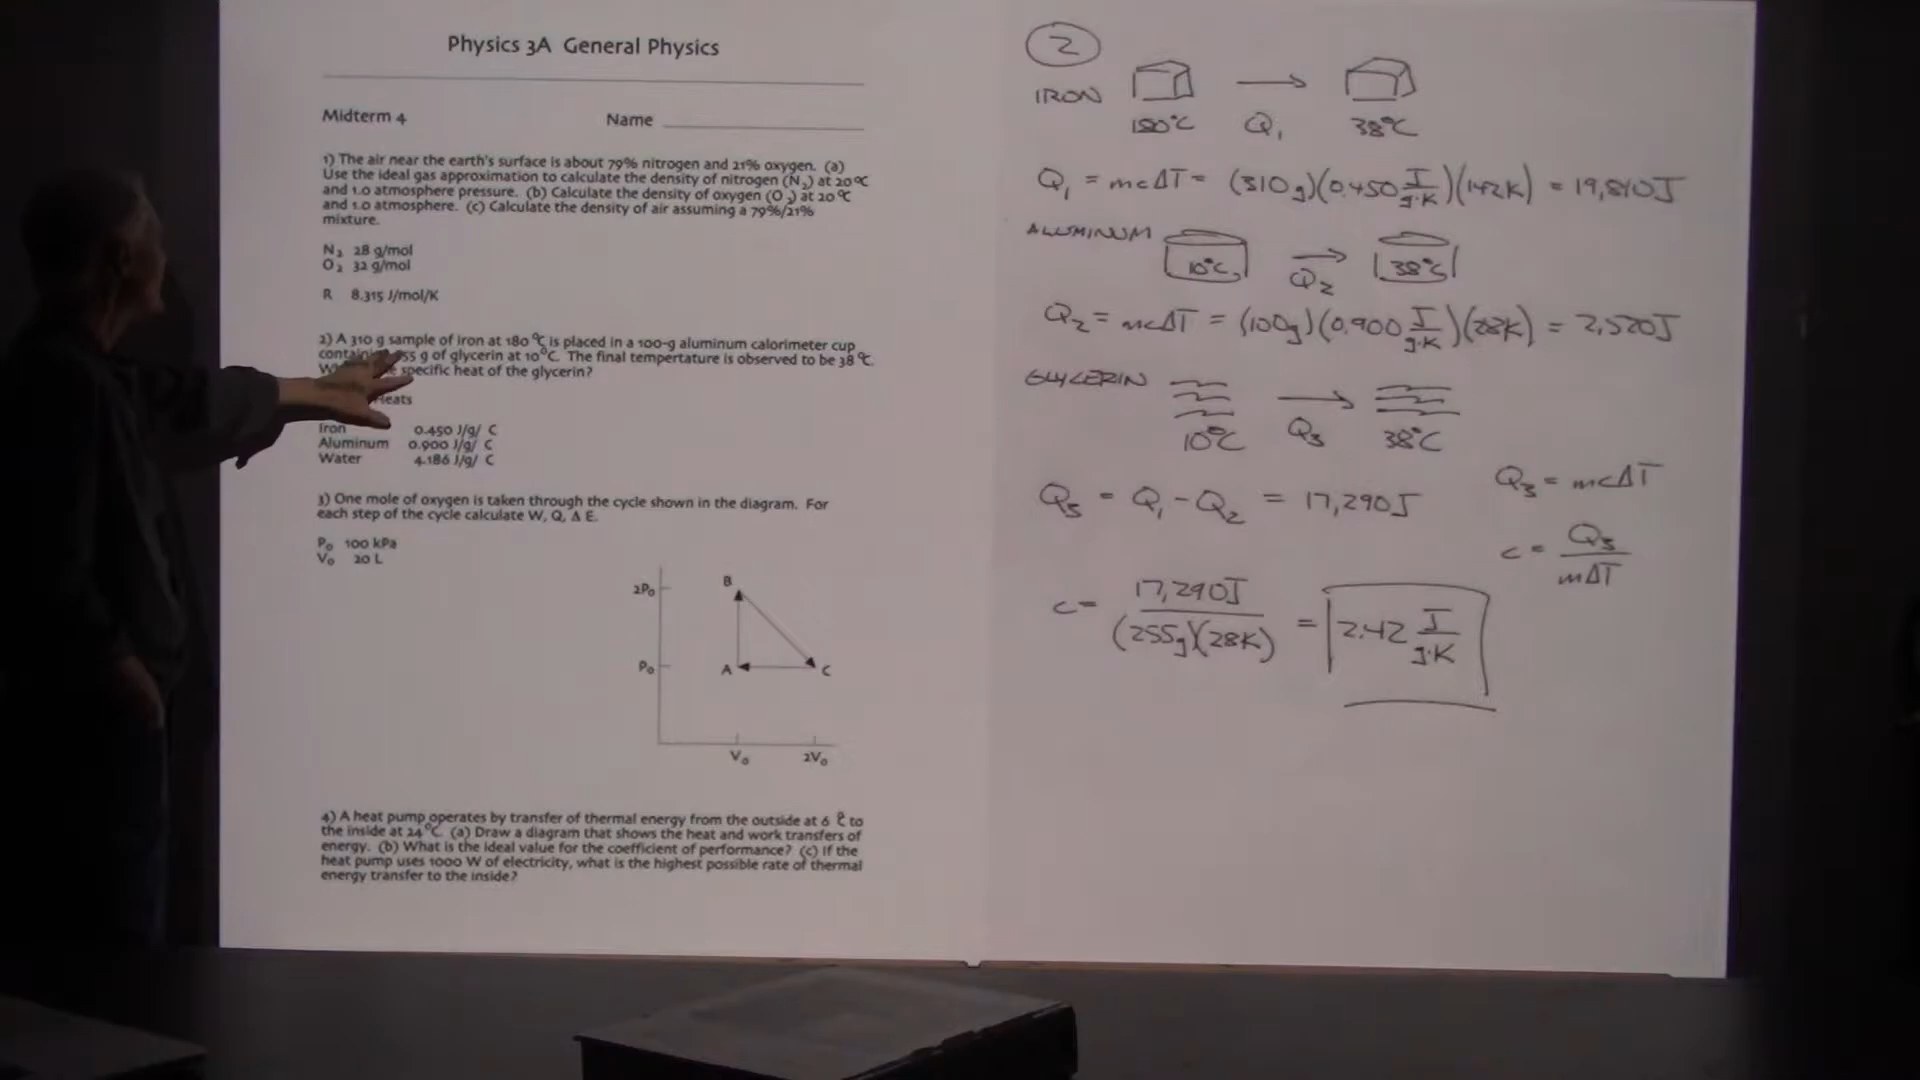 Physics 3A General Physics
Midterm 4
Name
1) The air near the earth's surface is about 79% nitrogen and 21% oxygen. (a)
Use the ideal gas approximation to calculate the density of nitrogen (N₂) at 20 °C
and 1.0 atmosphere pressure. (b) Calculate the density of oxygen (O₂) at 20 °C
and 1.0 atmosphere. (c) Calculate the density of air assuming a 79%/21%
mixture.
N₂ 28 g/mol
O₂ 32 g/mol
R 8.315 J/mol/K
2) A 310 g sample of iron at 180 °C is placed in a 100-g aluminum calorimeter cup
55 g of glycerin at 10°C. The final tempertature is observed to be 38 °C.
specific heat of the glycerin?
Heats
Iron 0.450 J/g/ C
Aluminum 0.900 J/g/ C
Water 4.186 J/g/ C
3) One mole of oxygen is taken through the cycle shown in the diagram. For
each step of the cycle calculate W, Q, Δ E.
P₀ 100 kPa
V₀ 20 L
2P₀
B
P₀
A
C
V₀
2V₀
4) A heat pump operates by transfer of thermal energy from the outside at 6 °C to
the inside at 24 °C. (a) Draw a diagram that shows the heat and work transfers of
energy. (b) What is the ideal value for the coefficient of performance? (c) If the
heat pump uses 1000 W of electricity, what is the highest possible rate of thermal
energy transfer to the inside?
2
IRON
180°C → Q₁ 38°C
Q₁ = mcΔT = (310g)(0.450 J/g·K)(142K) = 19,810J
ALUMINUM
10°C → Q₂ 38°C
Q₂ = mcΔT = (100g)(0.900 J/g·K)(28K) = 2,520J
GLYCERIN
10°C → Q₃ 38°C
Q₃ = Q₁ - Q₂ = 17,290J
Q₃ = mcΔT
c = Q₃/mΔT
c = 17,290J/(255g)(28K) = 2.42 J/g·K